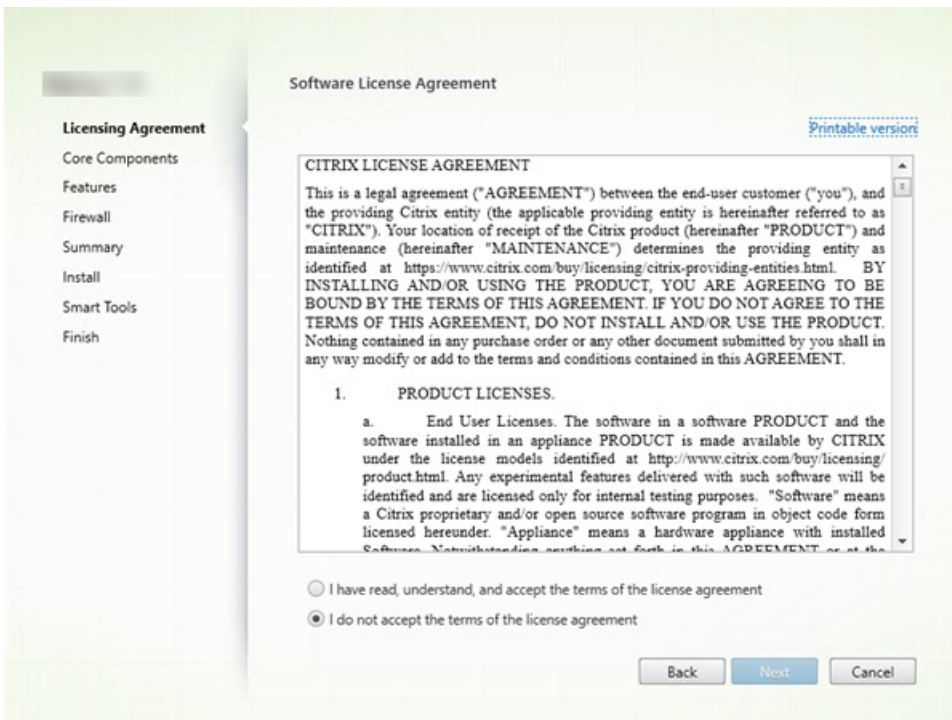 Software License Agreement
Licensing Agreement
Core Components
Features
Firewall
Summary
Install
Smart Tools
Finish
Printable version
CITRIX LICENSE AGREEMENT
This is a legal agreement ("AGREEMENT") between the end-user customer ("you"), and
the providing Citrix entity (the applicable providing entity is hereinafter referred to as
"CITRIX"). Your location of receipt of the Citrix product (hereinafter "PRODUCT") and
maintenance (hereinafter "MAINTENANCE") determines the providing entity as
identified at https://www.citrix.com/buy/licensing/citrix-providing-entities.html. BY
INSTALLING AND/OR USING THE PRODUCT, YOU ARE AGREEING TO BE
BOUND BY THE TERMS OF THIS AGREEMENT. IF YOU DO NOT AGREE TO THE
TERMS OF THIS AGREEMENT, DO NOT INSTALL AND/OR USE THE PRODUCT.
Nothing contained in any purchase order or any other document submitted by you shall in
any way modify or add to the terms and conditions contained in this AGREEMENT.
1. PRODUCT LICENSES.
a. End User Licenses. The software in a software PRODUCT and the
software installed in an appliance PRODUCT is made available by CITRIX
under the license models identified at http://www.citrix.com/buy/licensing/
product.html. Any experimental features delivered with such software will be
identified and are licensed only for internal testing purposes. "Software" means
a Citrix proprietary and/or open source software program in object code form
licensed hereunder. "Appliance" means a hardware appliance with installed
Software. Notwithstanding anything set forth in this AGREEMENT or at the
I have read, understand, and accept the terms of the license agreement
I do not accept the terms of the license agreement
Back
Next
Cancel